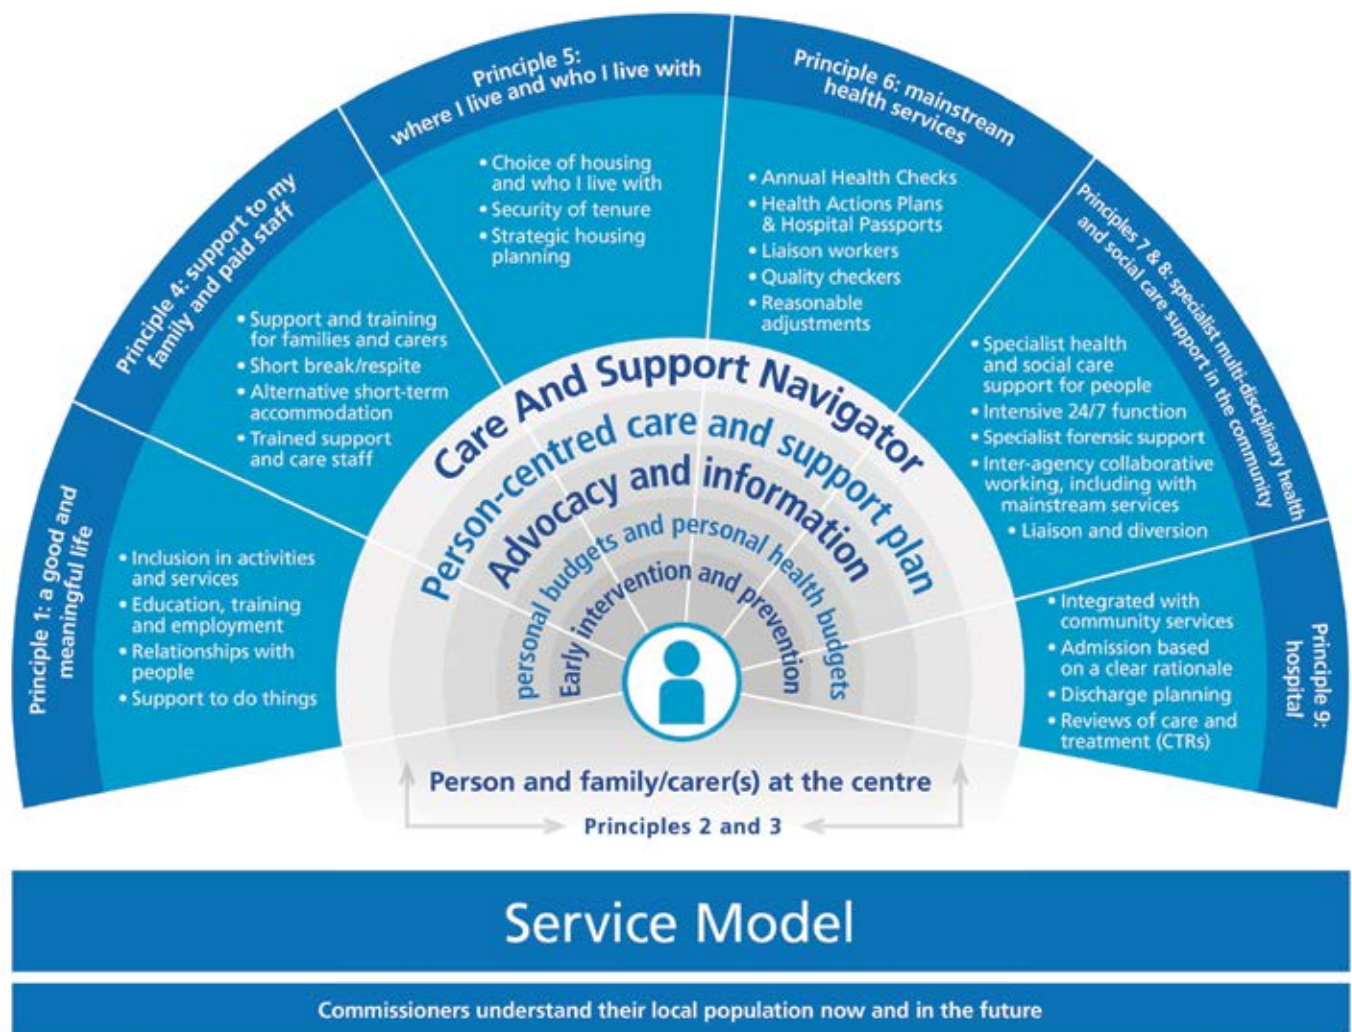 Principle 1: a good and
meaningful life
• Inclusion in activities
and services
• Education, training
and employment
• Relationships with
people
• Support to do things
Principle 4: support to my
family and paid staff
• Support and training
for families and carers
• Short break/respite
• Alternative short-term
accommodation
• Trained support
and care staff
Principle 5:
where I live and who I live with
• Choice of housing
and who I live with
• Security of tenure
• Strategic housing
planning
Principle 6: mainstream
health services
• Annual Health Checks
• Health Actions Plans
& Hospital Passports
• Liaison workers
• Quality checkers
• Reasonable
adjustments
Principles 7 & 8: specialist multi-disciplinary health
and social care support in the community
• Specialist health
and social care
support for people
• Intensive 24/7 function
• Specialist forensic support
• Inter-agency collaborative
working, including with
mainstream services
• Liaison and diversion
Principle 9:
hospital
• Integrated with
community services
• Admission based
on a clear rationale
• Discharge planning
• Reviews of care and
treatment (CTRs)
Care And Support Navigator
Person-centred care and support plan
Advocacy and information
personal budgets and personal health budgets
Early intervention and prevention
Person and family/carer(s) at the centre
Principles 2 and 3
Service Model
Commissioners understand their local population now and in the future